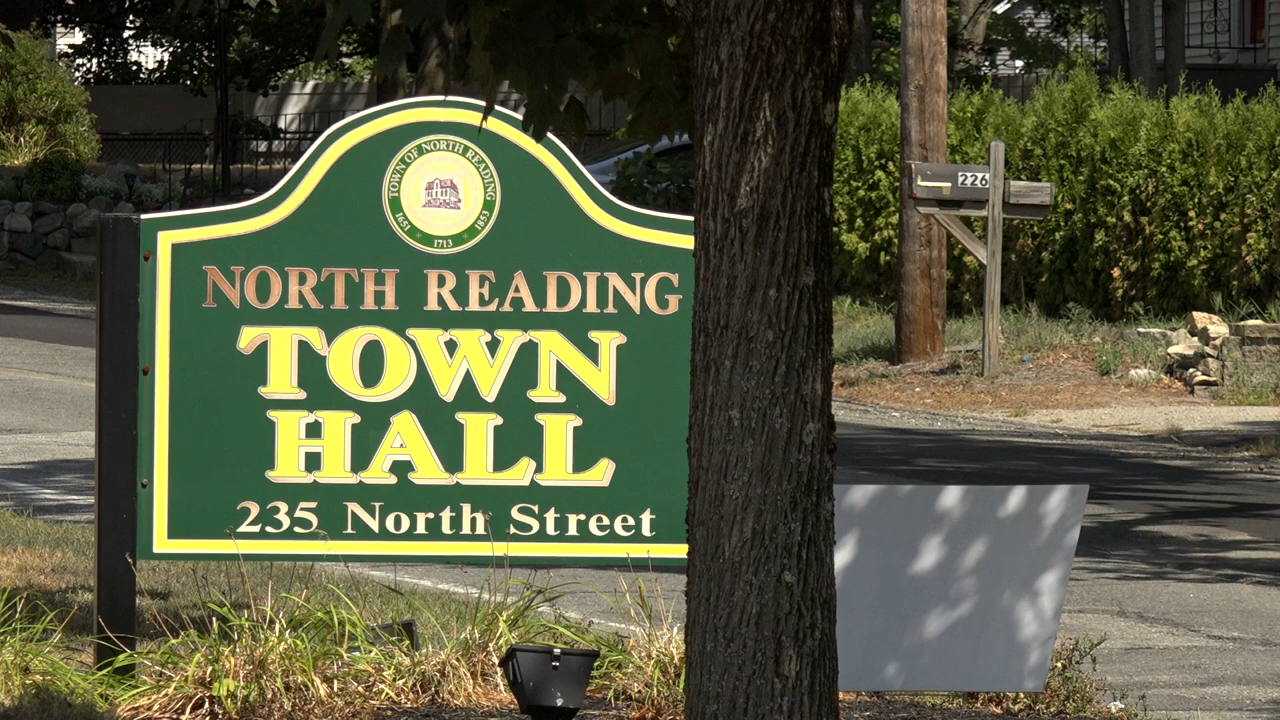 TOWN OF NORTH READING
1651 1713 1853
NORTH READING
TOWN
HALL
235 North Street
226